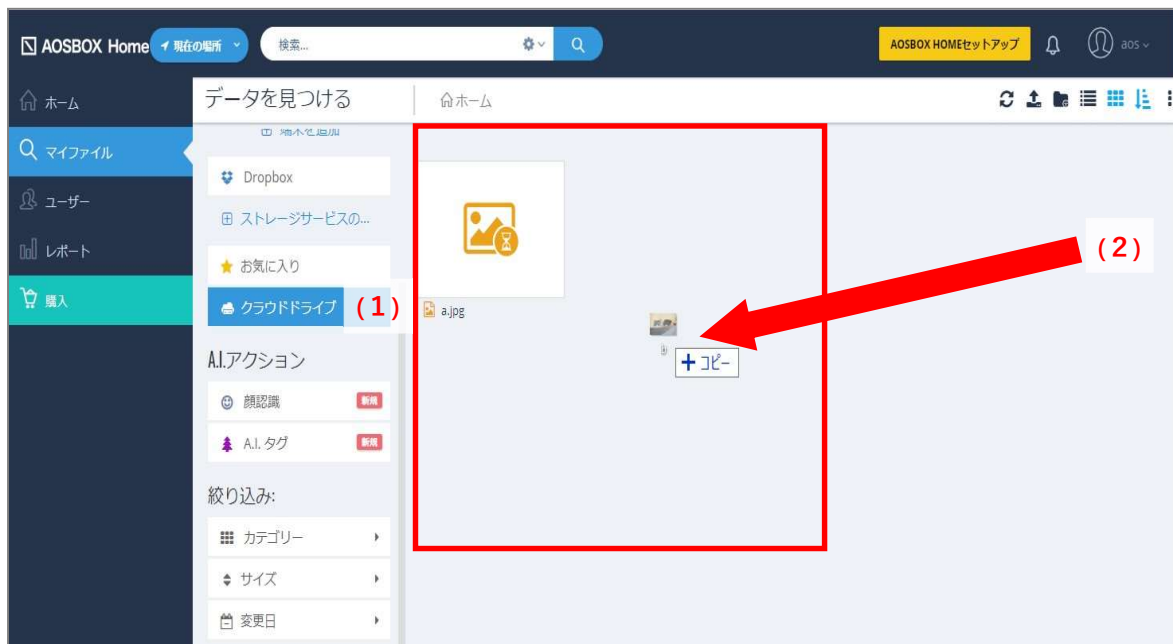 AOSBOX Home
現在の場所
検索...
AOSBOX HOMEセットアップ
aos
ホーム
マイファイル
ユーザー
レポート
購入
データを見つける
ホーム
端末を追加
Dropbox
ストレージサービスの...
お気に入り
クラウドドライブ
(1)
A.I.アクション
顔認識
新規
A.I. タグ
新規
絞り込み:
カテゴリー
サイズ
変更日
a.jpg
コピー
(2)